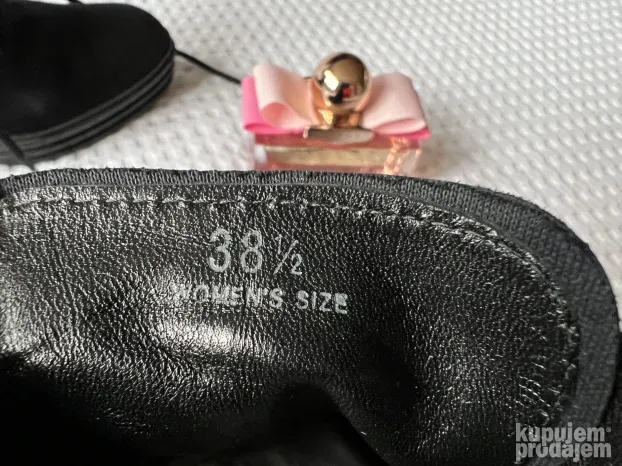 38½
WOMEN'S SIZE
kupujem
prodajem